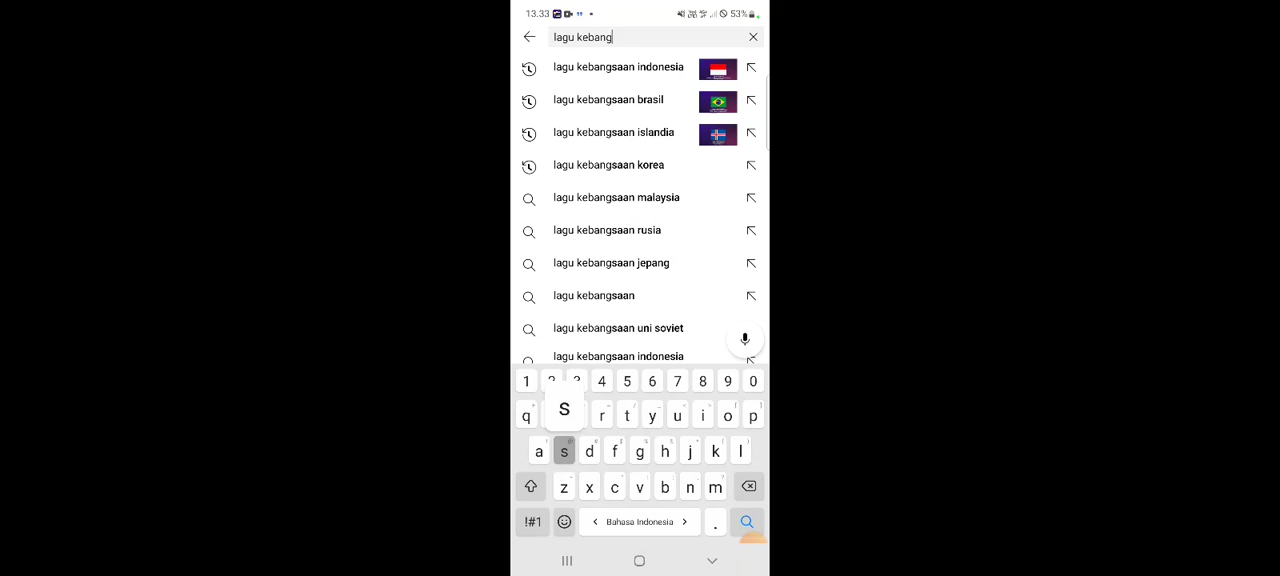 13.33 53%
lagu kebang
lagu kebangsaan indonesia
lagu kebangsaan brasil
lagu kebangsaan islandia
lagu kebangsaan korea
lagu kebangsaan malaysia
lagu kebangsaan rusia
lagu kebangsaan jepang
lagu kebangsaan
lagu kebangsaan uni soviet
lagu kebangsaan indonesia
1 2 3 4 5 6 7 8 9 0
s
q r t y u i o p
a s d f g h j k l
z x c v b n m
!#1 Bahasa Indonesia .